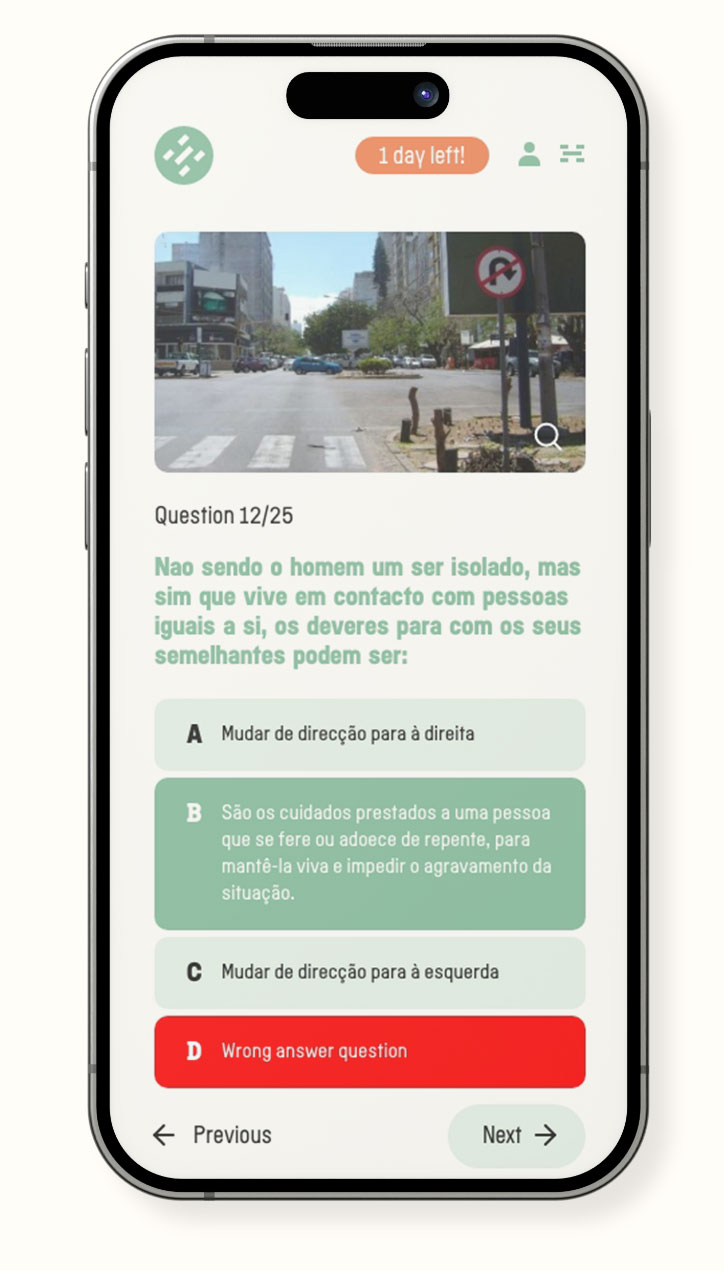 1 day left!
Question 12/25
Nao sendo o homem um ser isolado, mas
sim que vive em contacto com pessoas
iguais a si, os deveres para com os seus
semelhantes podem ser:
A Mudar de direcção para à direita
B São os cuidados prestados a uma pessoa
que se fere ou adoece de repente, para
mantê-la viva e impedir o agravamento da
situação.
C Mudar de direcção para à esquerda
D Wrong answer question
Previous
Next